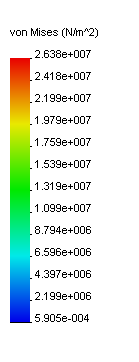 von Mises (N/m^2)
2.638e+007
2.418e+007
2.199e+007
1.979e+007
1.759e+007
1.539e+007
1.319e+007
1.099e+007
8.794e+006
6.596e+006
4.397e+006
2.199e+006
5.905e-004